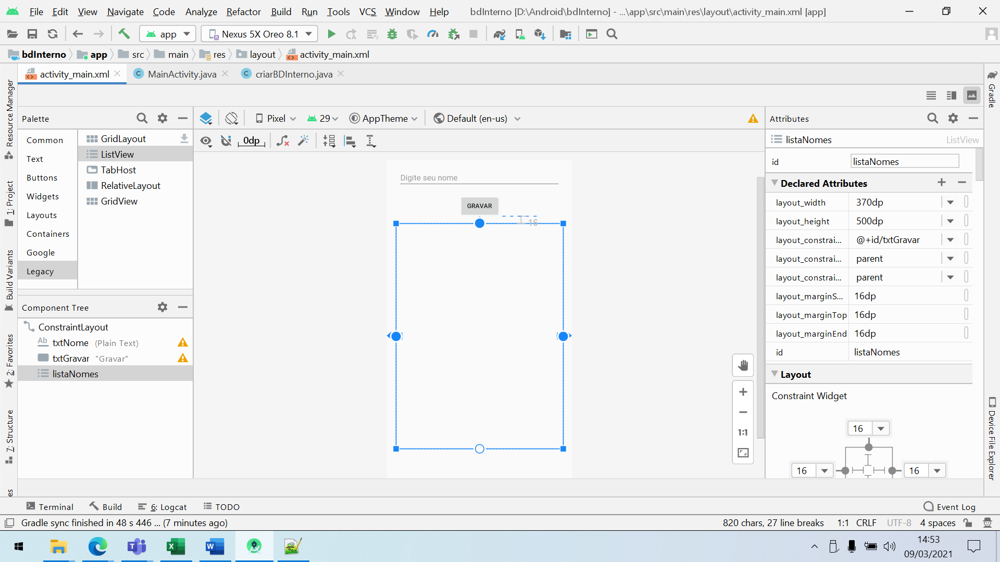 File Edit View Navigate Code Analyze Refactor Build Run Tools VCS Window Help bdInterno [D:\Android\bdInterno] - ...\app\src\main\res\layout\activity_main.xml [app]
app Nexus 5X Oreo 8.1
bdInterno app src main res layout activity_main.xml
activity_main.xml MainActivity.java criarBDInterno.java
Resource Manager
1: Project
Build Variants
2: Favorites
7: Structure
es
Palette
Common
Text
Buttons
Widgets
Layouts
Containers
Google
Legacy
GridLayout
ListView
TabHost
RelativeLayout
GridView
Component Tree
ConstraintLayout
Ab txtNome (Plain Text)
txtGravar "Gravar"
listaNomes
Pixel 29 AppTheme Default (en-us)
0dp
Digite seu nome
GRAVAR
16
1:1
Attributes
listaNomes ListView
id listaNomes
Declared Attributes
layout_width 370dp
layout_height 500dp
layout_constrai... @+id/txtGravar
layout_constrai... parent
layout_constrai... parent
layout_marginS... 16dp
layout_marginTop 16dp
layout_marginEnd 16dp
id listaNomes
Layout
Constraint Widget
16
16 16
Gradle
Device File Explorer
Terminal Build 6: Logcat TODO Event Log
Gradle sync finished in 48 s 446 ... (7 minutes ago) 820 chars, 27 line breaks 1:1 CRLF UTF-8 4 spaces
14:53
09/03/2021